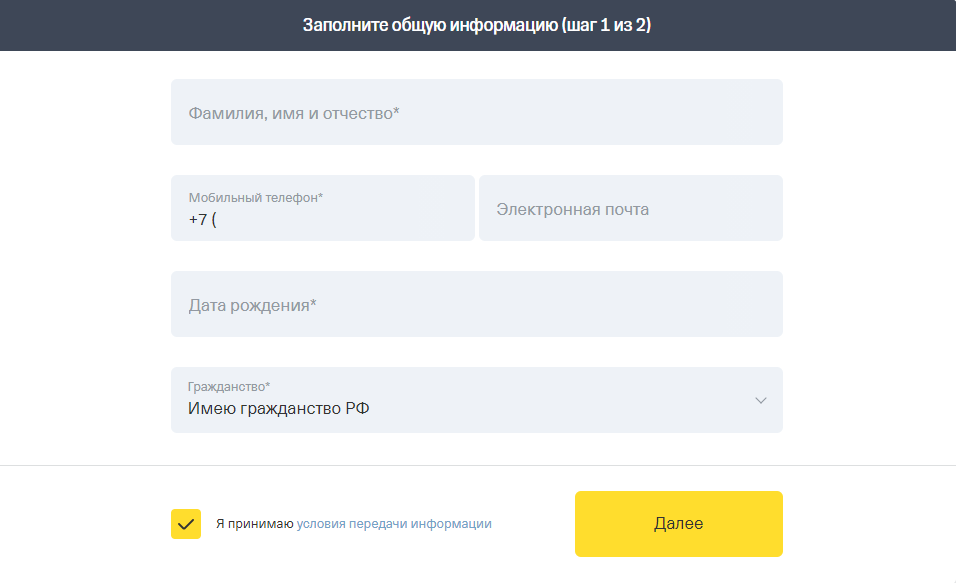 Заполните общую информацию (шаг 1 из 2)
Фамилия, имя и отчество*
Мобильный телефон*
+7 (
Электронная почта
Дата рождения*
Гражданство*
Имею гражданство РФ
Я принимаю условия передачи информации
Далее